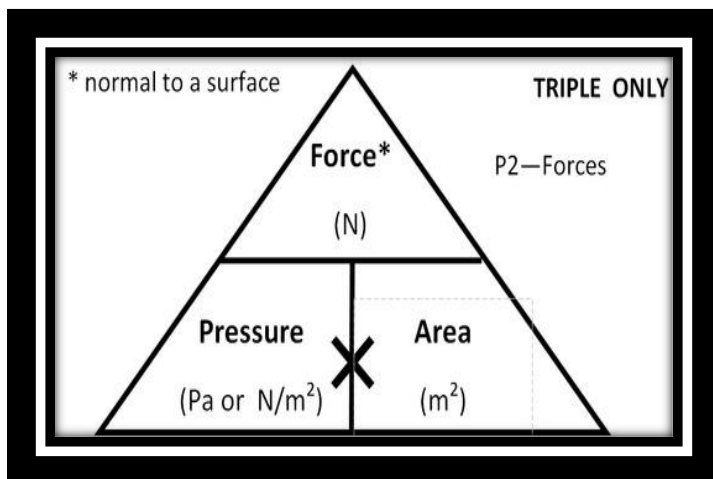 * normal to a surface
TRIPLE ONLY
Force*
P2—Forces
(N)
Pressure
X
Area
(Pa or N/m²)
(m²)